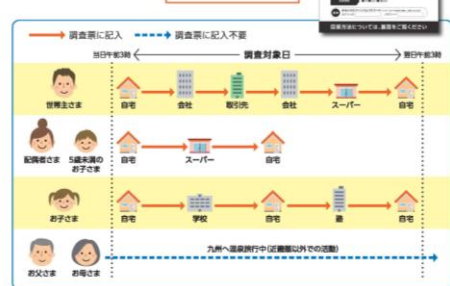 回答方法については、裏面をご覧ください
調査票に記入 調査票に記入不要
当日午前3時 調査対象日 翌日午前3時
世帯主さま 自宅 会社 取引先 会社 スーパー 自宅
配偶者さま 5歳未満の
お子さま
自宅 スーパー 自宅
お子さま 自宅 学校 自宅 塾 自宅
九州へ温泉旅行中(近畿圏以外での活動)
お父さま お母さま